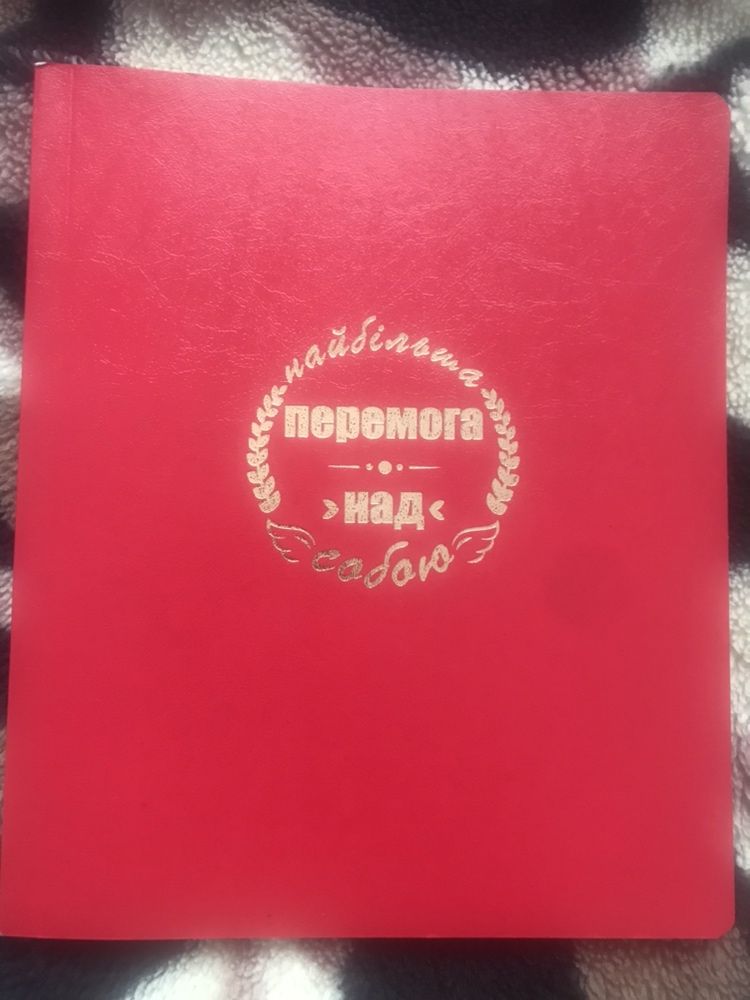 найбільша
перемога
над
собою